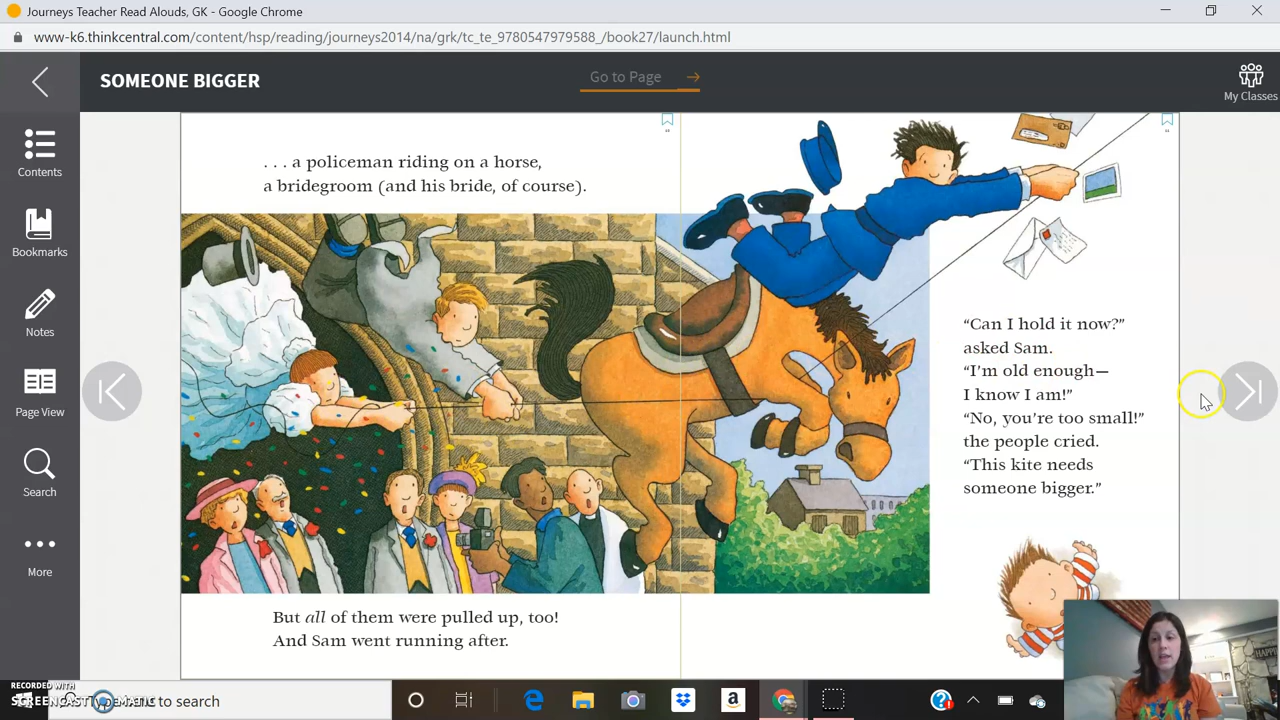 Journeys Teacher Read Alouds, GK - Google Chrome
www-k6.thinkcentral.com/content/hsp/reading/journeys2014/na/grk/tc_te_9780547979588_/book27/launch.html
SOMEONE BIGGER
Go to Page
My Classes
Contents
Bookmarks
Notes
Page View
Search
More
. . . a policeman riding on a horse,
a bridegroom (and his bride, of course).
But all of them were pulled up, too!
And Sam went running after.
“Can I hold it now?”
asked Sam.
“I’m old enough—
I know I am!”
“No, you’re too small!”
the people cried.
“This kite needs
someone bigger.”
RECORDED WITH
SCREENCAST-O-MATIC
to search